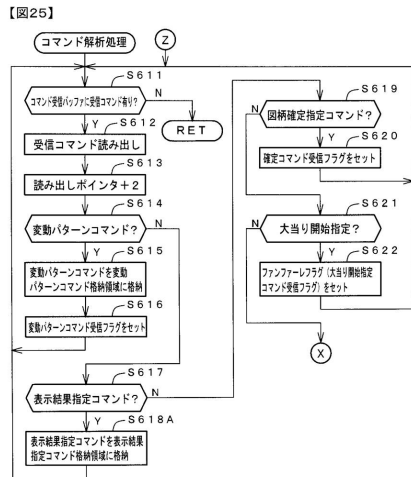 【図25】
コマンド解析処理
Z
S611
コマンド受信バッファに受信コマンド有り？
N
RET
Y
S612
受信コマンド読み出し
S613
読み出しポインタ＋2
S614
変動パターンコマンド？
N
Y
S615
変動パターンコマンドを変動
パターンコマンド格納領域に格納
S616
変動パターンコマンド受信フラグをセット
S617
表示結果指定コマンド？
N
Y
S618A
表示結果指定コマンドを表示結果
指定コマンド格納領域に格納
S619
図柄確定指定コマンド？
N
Y
S620
確定コマンド受信フラグをセット
S621
大当り開始指定？
N
Y
S622
ファンファーレフラグ（大当り開始指定
コマンド受信フラグ）をセット
X